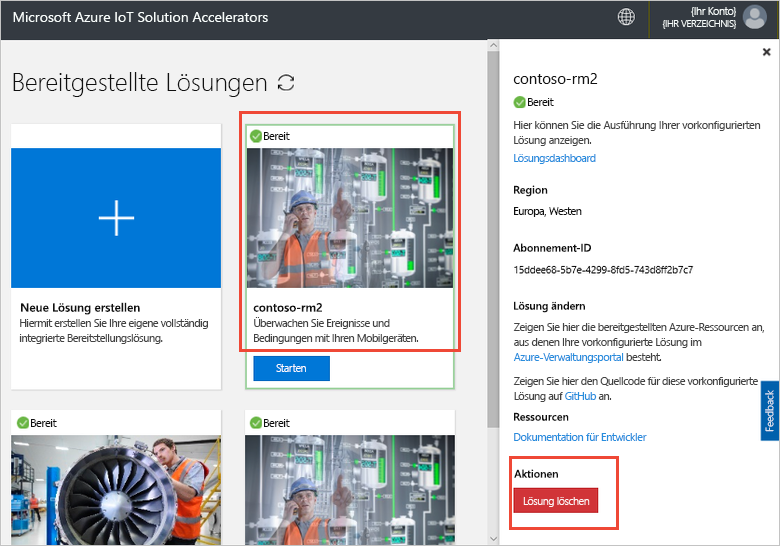 Microsoft Azure IoT Solution Accelerators
{Ihr Konto}
{IHR VERZEICHNIS}
Bereitgestellte Lösungen
Neue Lösung erstellen
Hiermit erstellen Sie Ihre eigene vollständig
integrierte Bereitstellungslösung.
Bereit
contoso-rm2
Überwachen Sie Ereignisse und
Bedingungen mit Ihren Mobilgeräten.
Starten
Bereit
Bereit
contoso-rm2
Bereit
Hier können Sie die Ausführung Ihrer vorkonfigurierten
Lösung anzeigen.
Lösungsdashboard
Region
Europa, Westen
Abonnement-ID
15ddee68-5b7e-4299-8fd5-743d8ff2b7c7
Lösung ändern
Zeigen Sie hier die bereitgestellten Azure-Ressourcen an,
aus denen Ihre vorkonfigurierte Lösung im
Azure-Verwaltungsportal besteht.
Zeigen Sie hier den Quellcode für diese vorkonfigurierte
Lösung auf GitHub an.
Ressourcen
Dokumentation für Entwickler
Aktionen
Lösung löschen
Feedback